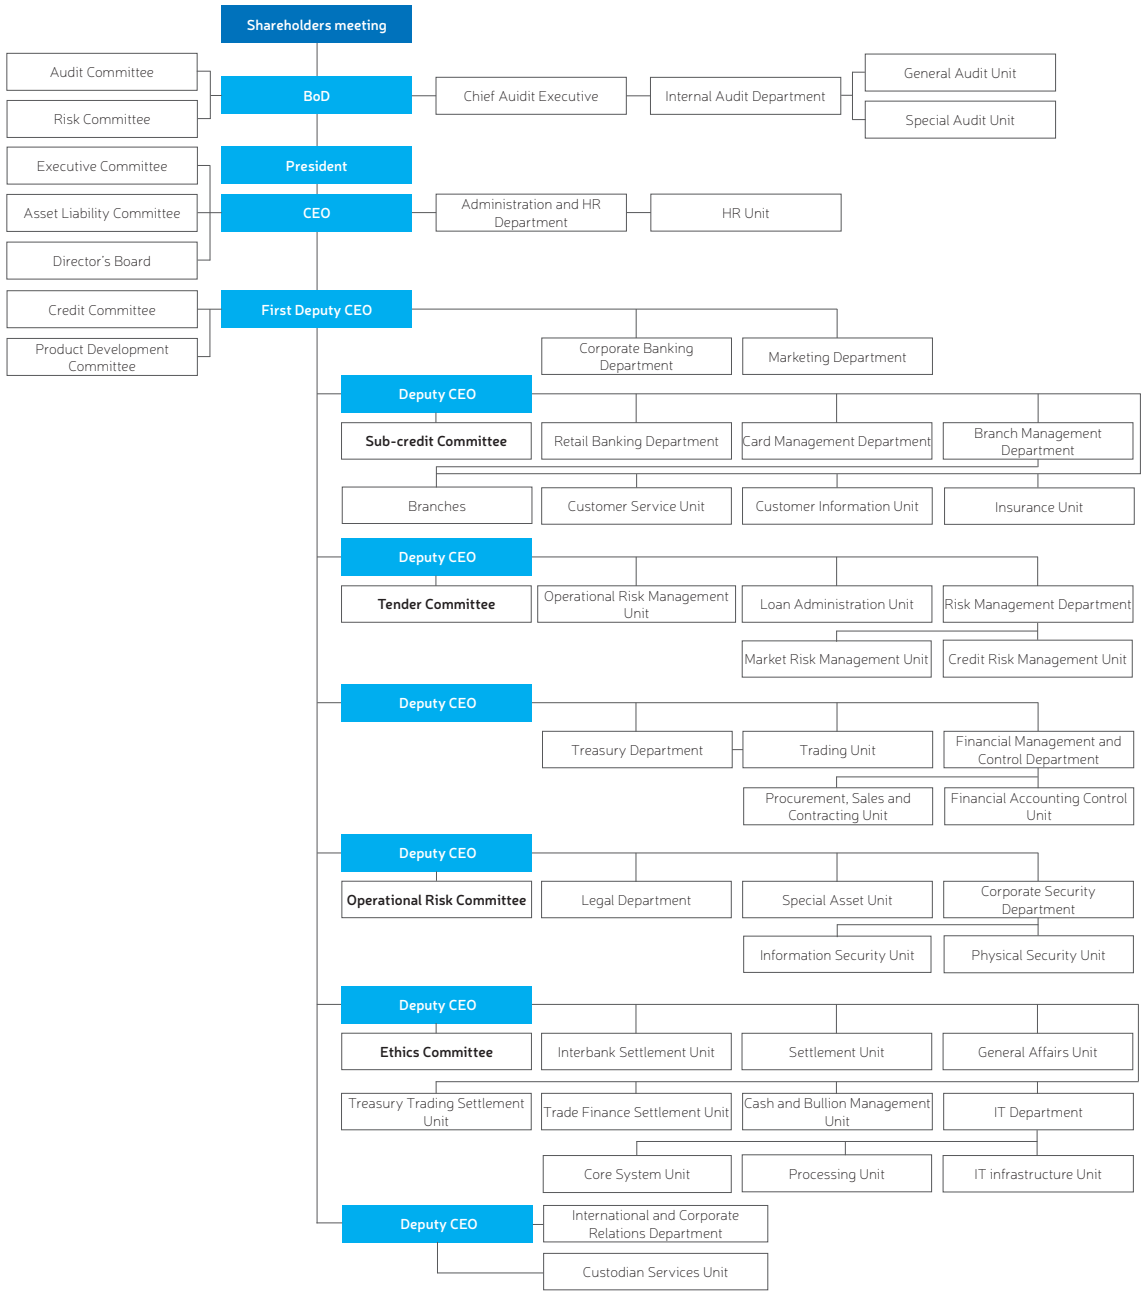 Shareholders meeting
Audit Committee
General Audit Unit
BoD
Chief Auidit Executive
Internal Audit Department
Risk Committee
Special Audit Unit
Executive Committee
President
Asset Liability Committee
CEO
Administration and HR
Department
HR Unit
Director's Board
Credit Committee
First Deputy CEO
Product Development
Committee
Corporate Banking
Department
Marketing Department
Deputy CEO
Sub-credit Committee
Retail Banking Department
Card Management Department
Branch Management
Department
Branches
Customer Service Unit
Customer Information Unit
Insurance Unit
Deputy CEO
Tender Committee
Operational Risk Management
Unit
Loan Administration Unit
Risk Management Department
Market Risk Management Unit
Credit Risk Management Unit
Deputy CEO
Treasury Department
Trading Unit
Financial Management and
Control Department
Procurement, Sales and
Contracting Unit
Financial Accounting Control
Unit
Deputy CEO
Operational Risk Committee
Legal Department
Special Asset Unit
Corporate Security
Department
Information Security Unit
Physical Security Unit
Deputy CEO
Ethics Committee
Interbank Settlement Unit
Settlement Unit
General Affairs Unit
Treasury Trading Settlement
Unit
Trade Finance Settlement Unit
Cash and Bullion Management
Unit
IT Department
Core System Unit
Processing Unit
IT infrastructure Unit
Deputy CEO
International and Corporate
Relations Department
Custodian Services Unit